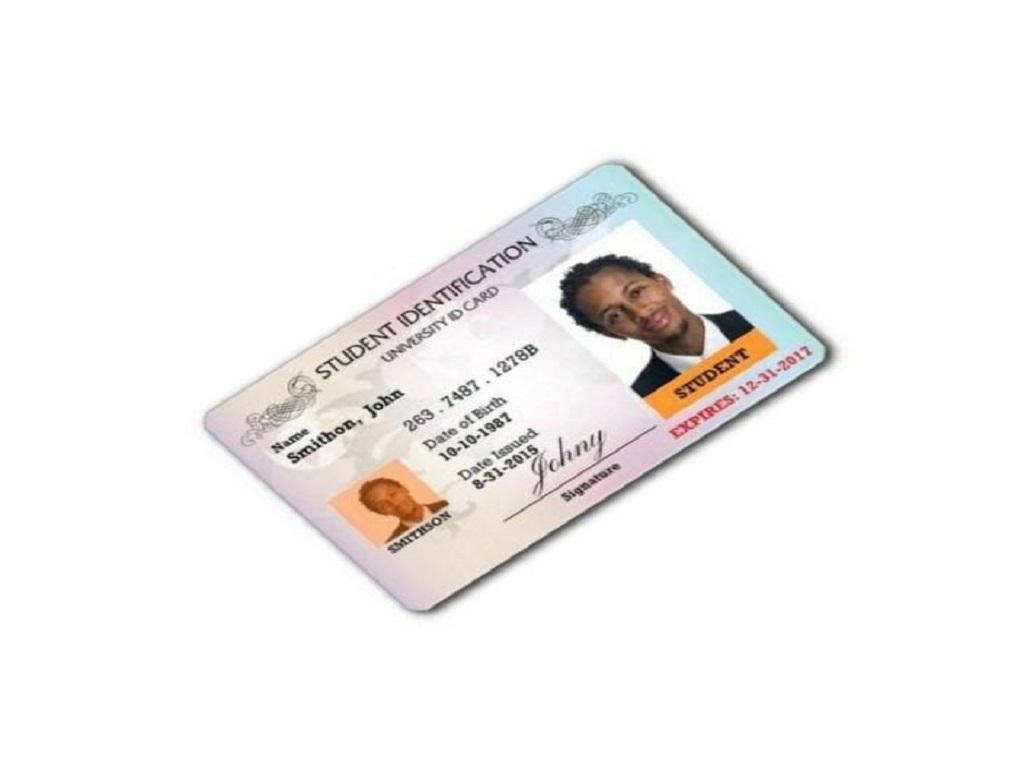 STUDENT IDENTIFICATION
UNIVERSITY ID CARD
Name
Smithon, John
263 . 7487 . 1278B
Date of Birth
10-10-1987
Date Issued
8-31-2015
SMITHSON
Johny
Signature
STUDENT
EXPIRES: 12-31-2017